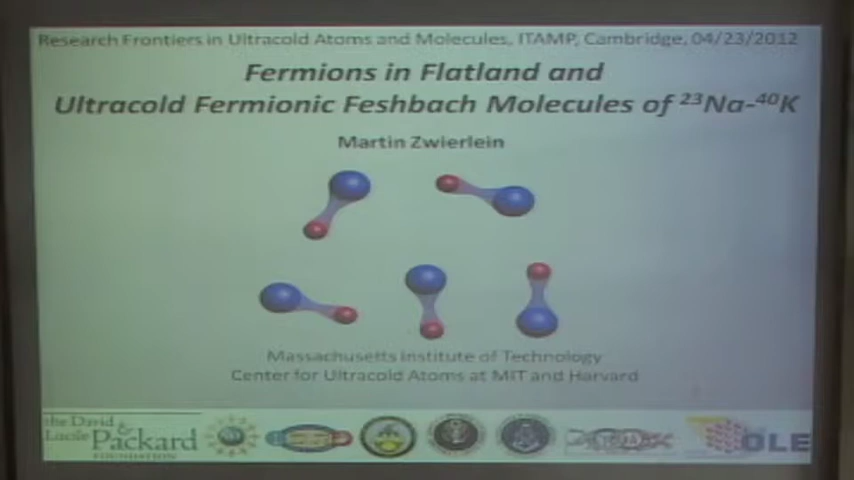 Research Frontiers in Ultracold Atoms and Molecules, ITAMP, Cambridge, 04/23/2012
Fermions in Flatland and
Ultracold Fermionic Feshbach Molecules of ²³Na-⁴⁰K
Martin Zwierlein
Massachusetts Institute of Technology
Center for Ultracold Atoms at MIT and Harvard
the David & Lucile Packard FOUNDATION
OLE